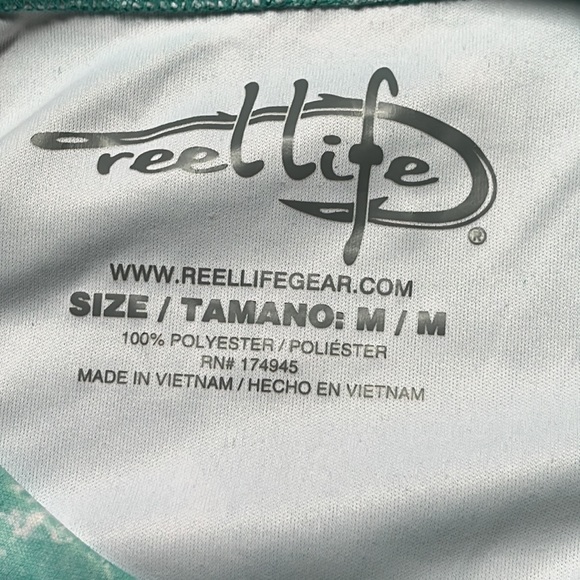 reel life
®
WWW.REELLIFEGEAR.COM
SIZE / TAMANO: M / M
100% POLYESTER / POLIÉSTER
RN# 174945
MADE IN VIETNAM / HECHO EN VIETNAM